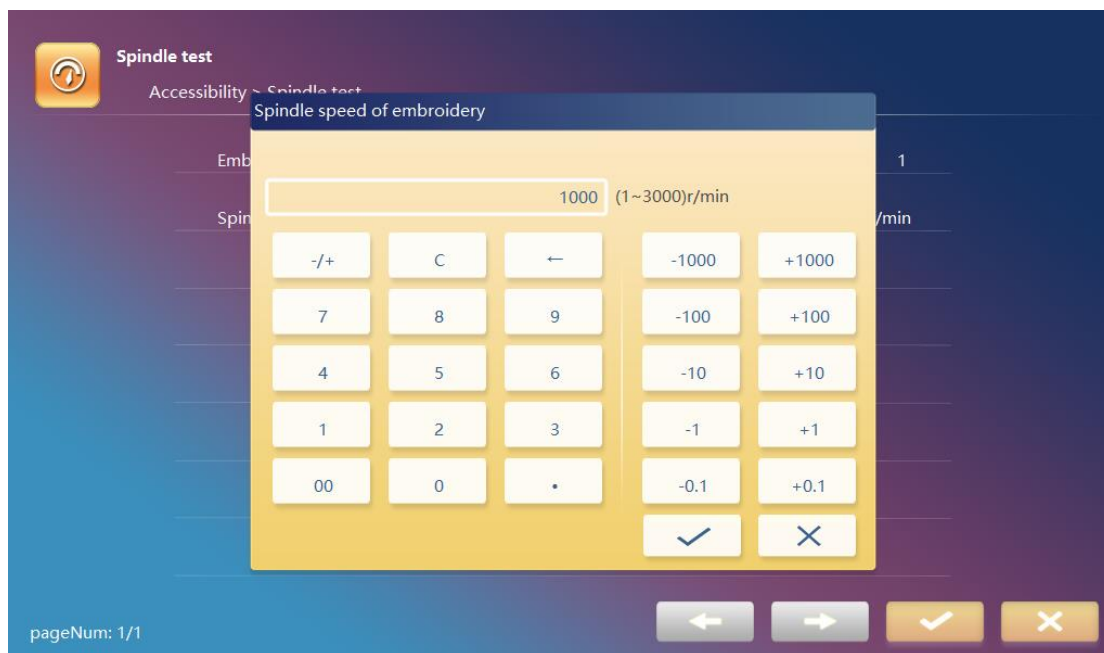 Spindle test
Accessibility > Spindle test
Spindle speed of embroidery
Emb 1
1000 (1~3000)r/min
Spin /min
-/+ C ← -1000 +1000
7 8 9 -100 +100
4 5 6 -10 +10
1 2 3 -1 +1
00 0 • -0.1 +0.1
pageNum: 1/1